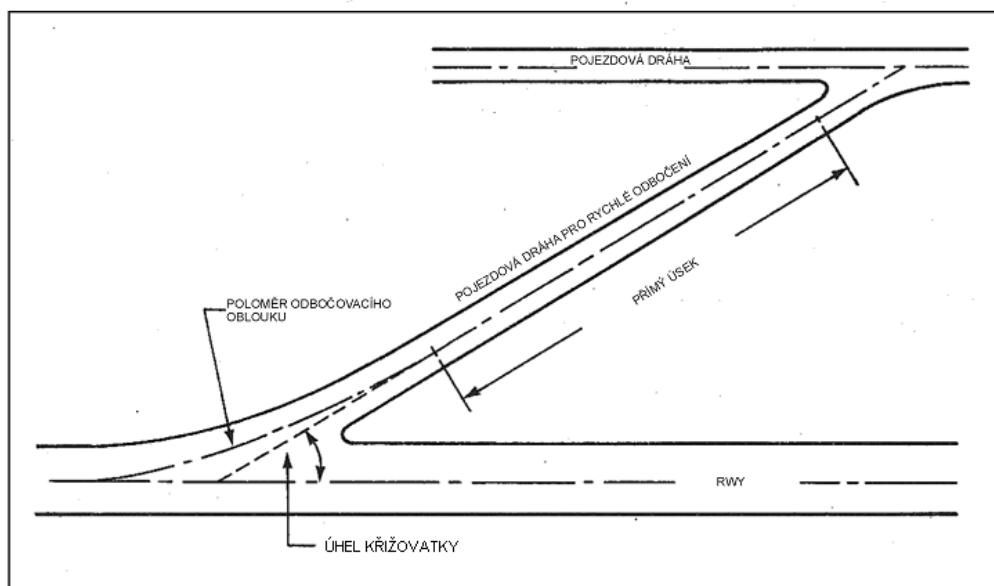 POJEZDOVÁ DRÁHA
POJEZDOVÁ DRÁHA PRO RYCHLÉ ODBOČENÍ
PŘÍMÝ ÚSEK
POLOMĚR ODBOČOVACÍHO
OBLOUKU
RWY
ÚHEL KŘIŽOVATKY